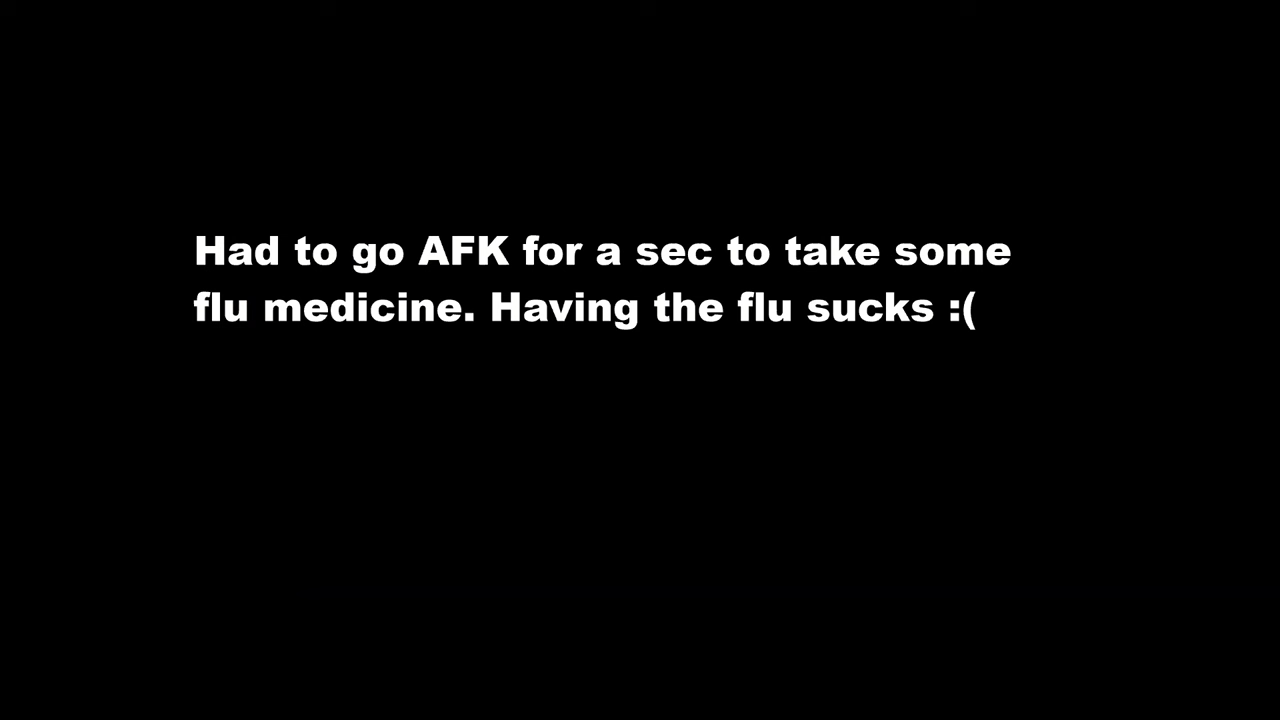 Had to go AFK for a sec to take some
flu medicine. Having the flu sucks :(